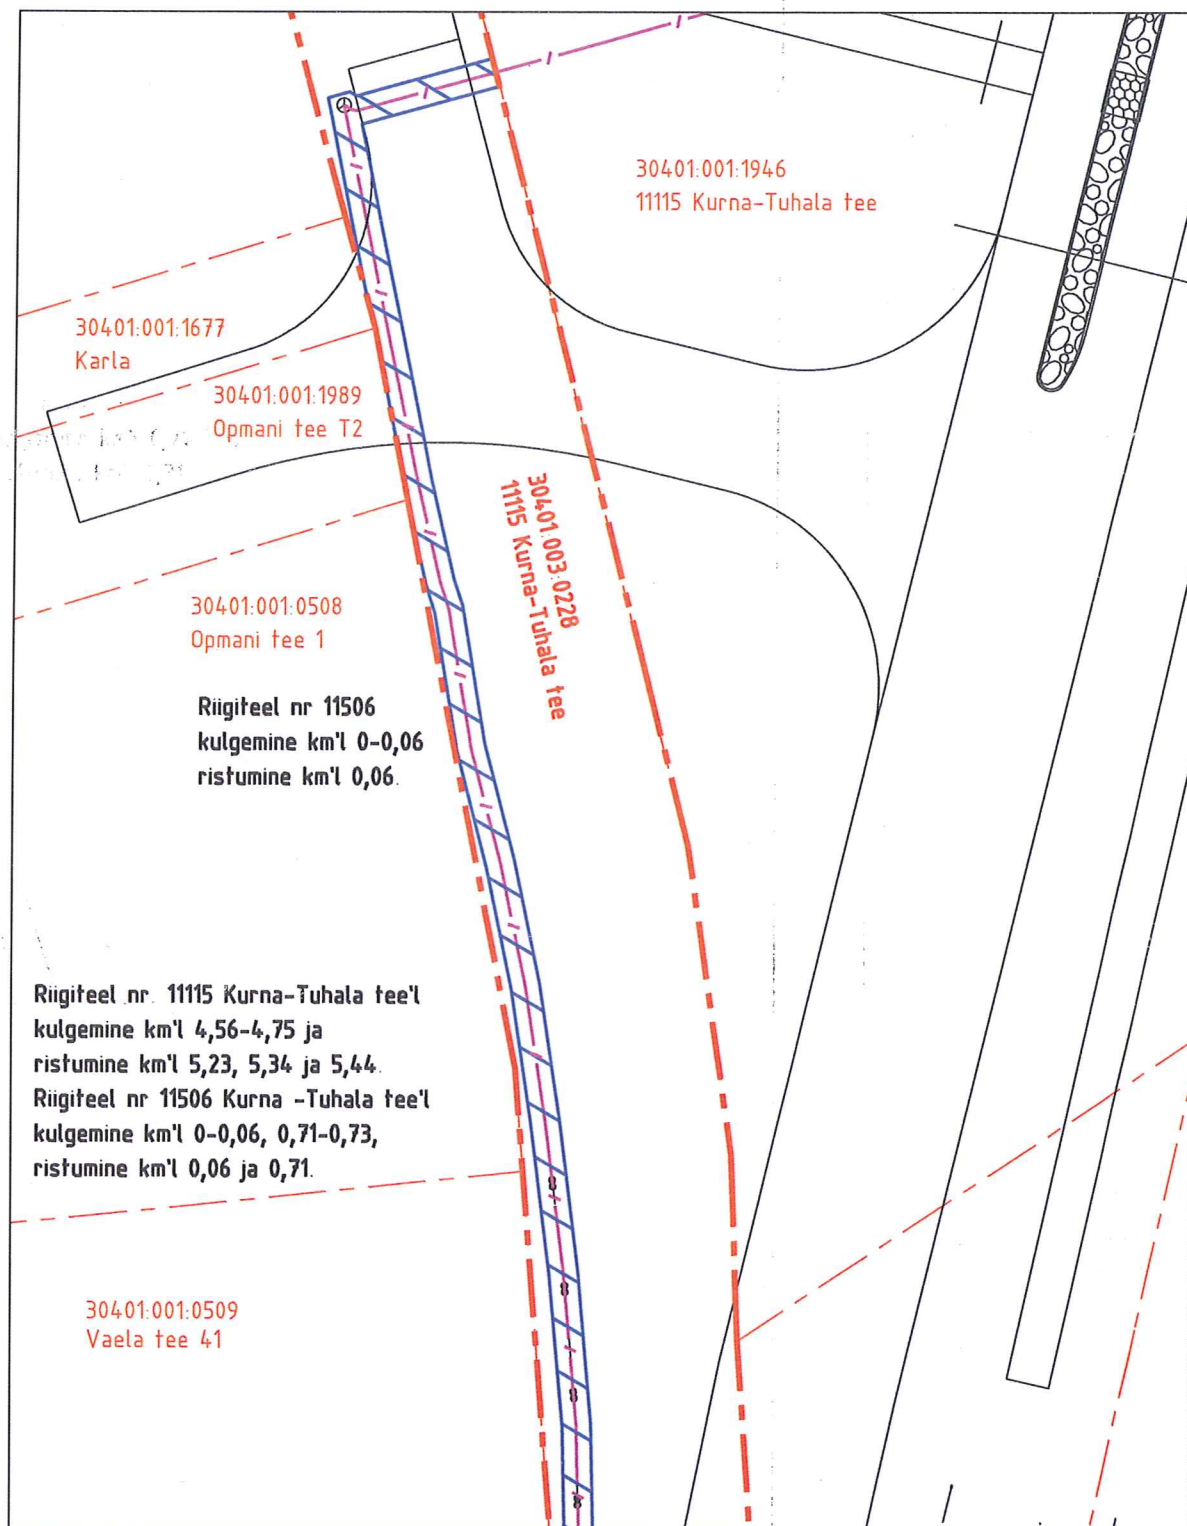 30401:001:1946
11115 Kurna-Tuhala tee
30401:001:1677
Karla
30401:001:1989
Opmani tee T2
30401:003:0228
11115 Kurna-Tuhala tee
30401:001:0508
Opmani tee 1
Riigiteel nr 11506
kulgemine km'l 0-0,06
ristumine km'l 0,06.
Riigiteel nr. 11115 Kurna-Tuhala tee'l
kulgemine km'l 4,56-4,75 ja
ristumine km'l 5,23, 5,34 ja 5,44.
Riigiteel nr 11506 Kurna -Tuhala tee'l
kulgemine km'l 0-0,06, 0,71-0,73,
ristumine km'l 0,06 ja 0,71.
30401:001:0509
Vaela tee 41